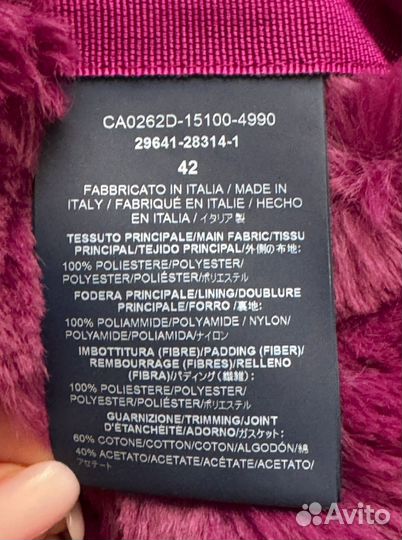 CA0262D-15100-4990
29641-28314-1
42
FABBRICATO IN ITALIA / MADE IN
ITALY / FABRIQUÉ EN ITALIE / HECHO
EN ITALIA / イタリア製
TESSUTO PRINCIPALE/MAIN FABRIC/TISSU
PRINCIPAL/TEJIDO PRINCIPAL/外側の布地:
100% POLIESTERE/POLYESTER/
POLYESTER/POLIÉSTER/ポリエステル
FODERA PRINCIPALE/LINING/DOUBLURE
PRINCIPALE/FORRO /裏地:
100% POLIAMMIDE/POLYAMIDE / NYLON/
POLYAMIDE/POLIAMIDA/ナイロン
IMBOTTITURA (FIBRE)/PADDING (FIBER)/
REMBOURRAGE (FIBRES)/RELLENO
(FIBRA)/パディング(繊維):
100% POLIESTERE/POLYESTER/
POLYESTER/POLIÉSTER/ポリエステル
GUARNIZIONE/TRIMMING/JOINT
D'ÉTANCHÉITÉ/ADORNO/ガスケット:
60% COTONE/COTTON/COTON/ALGODÓN/綿
40% ACETATO/ACETATE/ACÉTATE/ACETATO/
アセテート
Avito